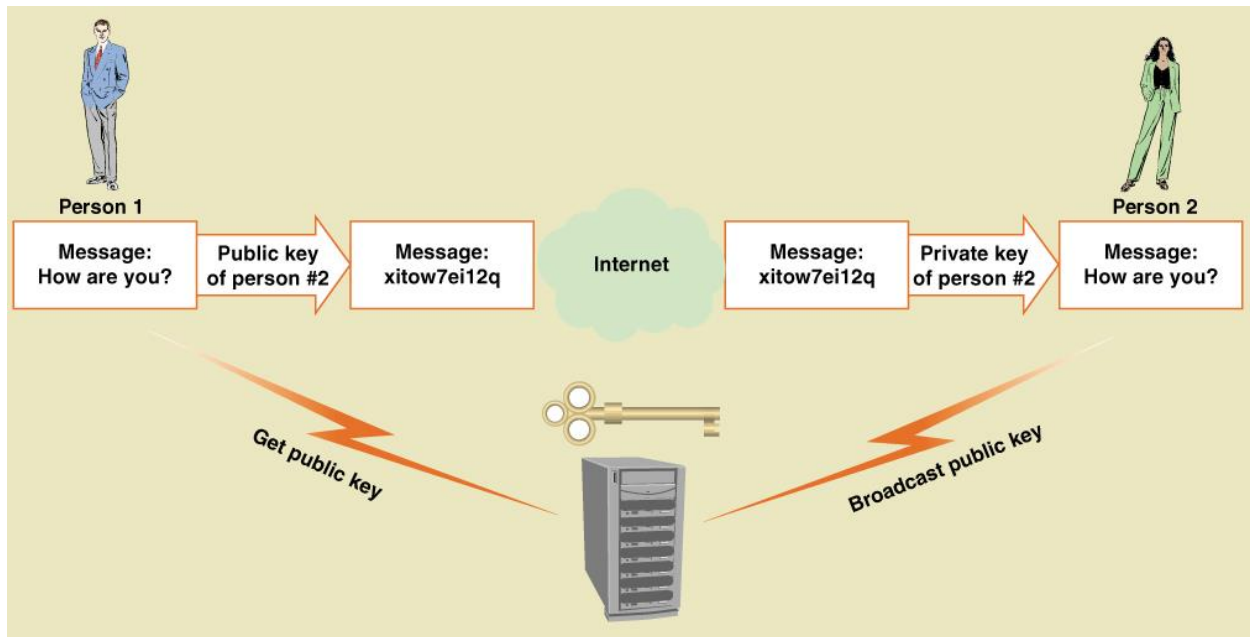 Person 1
Message:
How are you?
Public key
of person #2
Message:
xitow7ei12q
Internet
Message:
xitow7ei12q
Private key
of person #2
Person 2
Message:
How are you?
Get public key
Broadcast public key